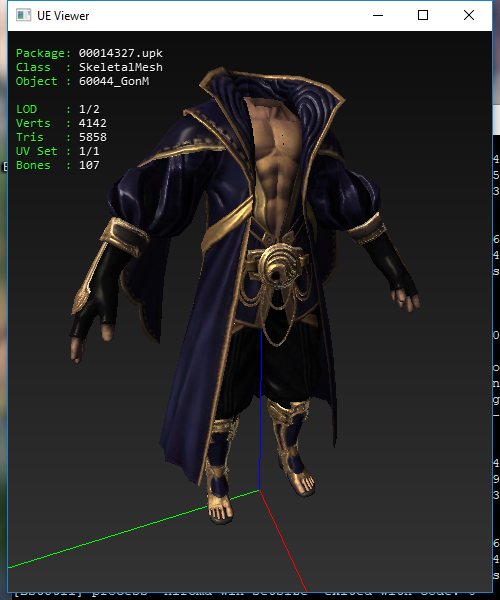 UE Viewer
Package: 00014327.upk
Class : SkeletalMesh
Object : 60044_GonM
LOD : 1/2
Verts : 4142
Tris : 5858
UV Set : 1/1
Bones : 107